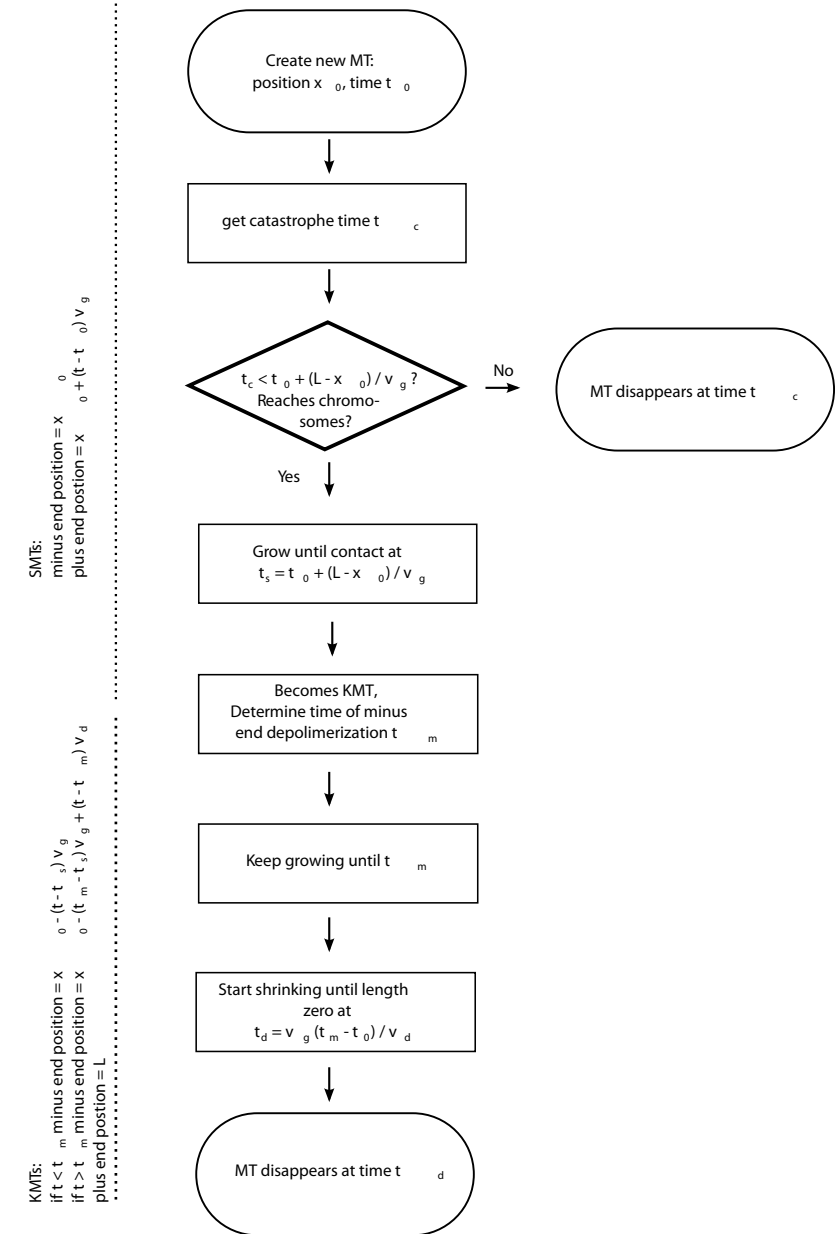 Create new MT:
position x 0, time t 0
get catastrophe time t c
t c < t 0 + (L - x 0) / v g ?
Reaches chromo-
somes?
No
MT disappears at time t c
Yes
Grow until contact at
t s = t 0 + (L - x 0) / v g
Becomes KMT,
Determine time of minus
end depolimerization t m
Keep growing until t m
Start shrinking until length
zero at
t d = v g (t m - t 0) / v d
MT disappears at time t d
SMTs:
minus end position = x 0
plus end postion = x 0 + (t - t 0) v g
KMTs:
if t < t m minus end position = x 0 - (t - t s) v g
if t > t m minus end position = x 0 - (t m - t s) v g + (t - t m) v d
plus end postion = L